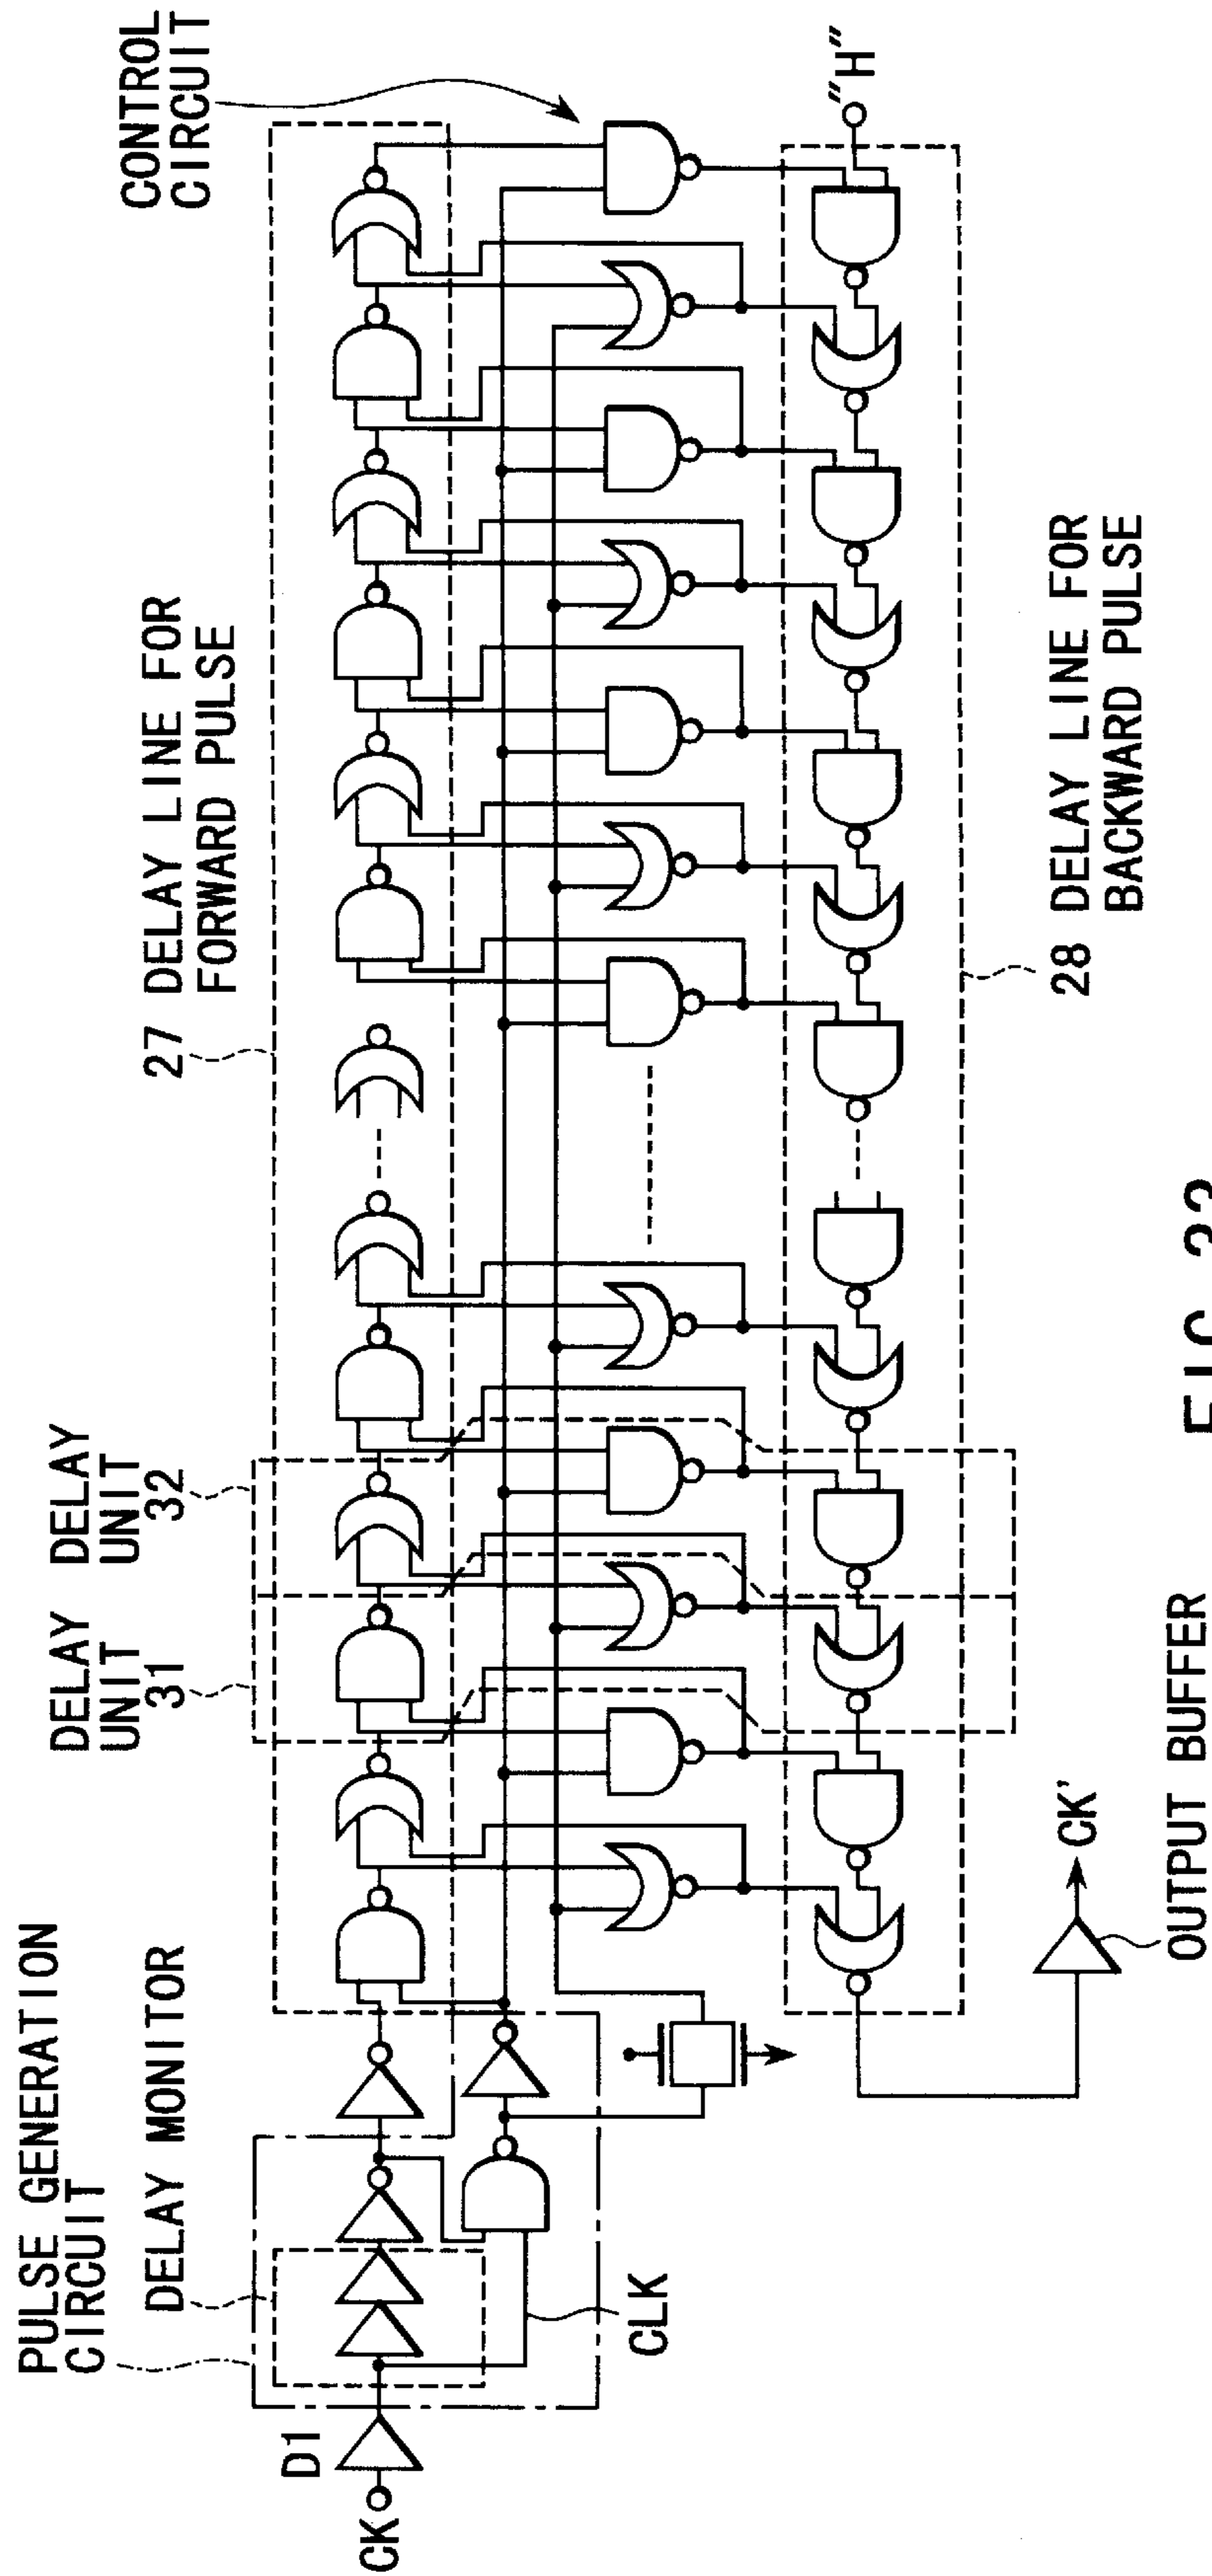 CONTROL
CIRCUIT
"H"
27 DELAY LINE FOR
FORWARD PULSE
28 DELAY LINE FOR
BACKWARD PULSE
DELAY
UNIT
32
DELAY
UNIT
31
PULSE GENERATION
CIRCUIT
DELAY MONITOR
D1
CK
CLK
CK'
OUTPUT BUFFER